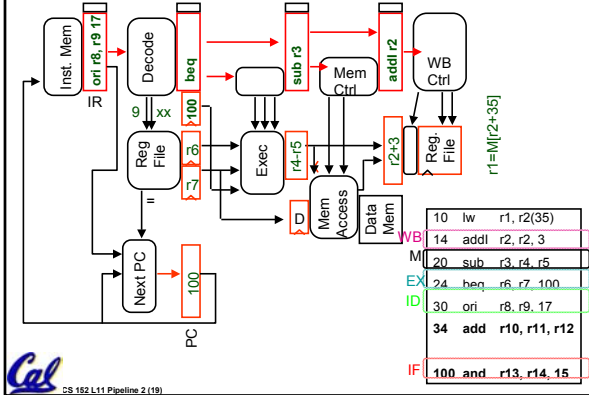 Inst. Mem
ori r8, r9 17
IR
Decode
beq
100
sub r3
Mem Ctrl
addI r2
WB Ctrl
9 xx
Reg File
r6
r7
Exec
r4-r5
Mem Access
D
Data Mem
r2+3
Reg. File
r1=M[r2+35]
=
Next PC
100
PC
10 lw r1, r2(35)
WB 14 addI r2, r2, 3
M 20 sub r3, r4, r5
EX 24 beq r6, r7, 100
ID 30 ori r8, r9, 17
34 add r10, r11, r12
IF 100 and r13, r14, 15
Cal
CS 152 L11 Pipeline 2 (19)